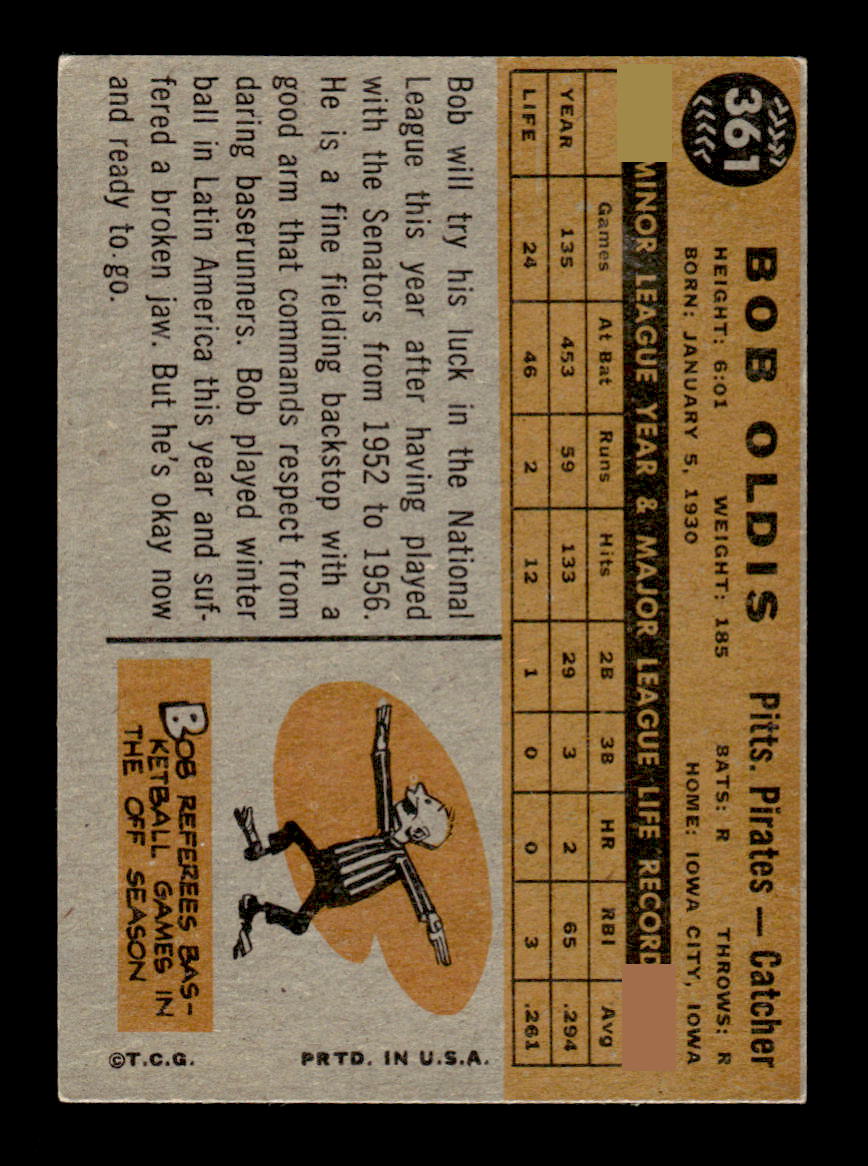 361
BOB OLDIS Pitts. Pirates — Catcher
HEIGHT: 6:01 WEIGHT: 185 BATS: R THROWS: R
BORN: JANUARY 5, 1930 HOME: IOWA CITY, IOWA
MINOR LEAGUE YEAR & MAJOR LEAGUE LIFE RECORD
Games At Bat Runs Hits 2B 3B HR RBI Avg
YEAR 135 453 59 133 29 3 2 65 .294
LIFE 24 46 2 12 1 0 0 3 .261
Bob will try his luck in the National
League this year after having played
with the Senators from 1952 to 1956.
He is a fine fielding backstop with a
good arm that commands respect from
daring baserunners. Bob played winter
ball in Latin America this year and suf-
fered a broken jaw. But he's okay now
and ready to go.
BOB REFEREES BAS-
KETBALL GAMES IN
THE OFF SEASON
©T.C.G. PRTD. IN U.S.A.